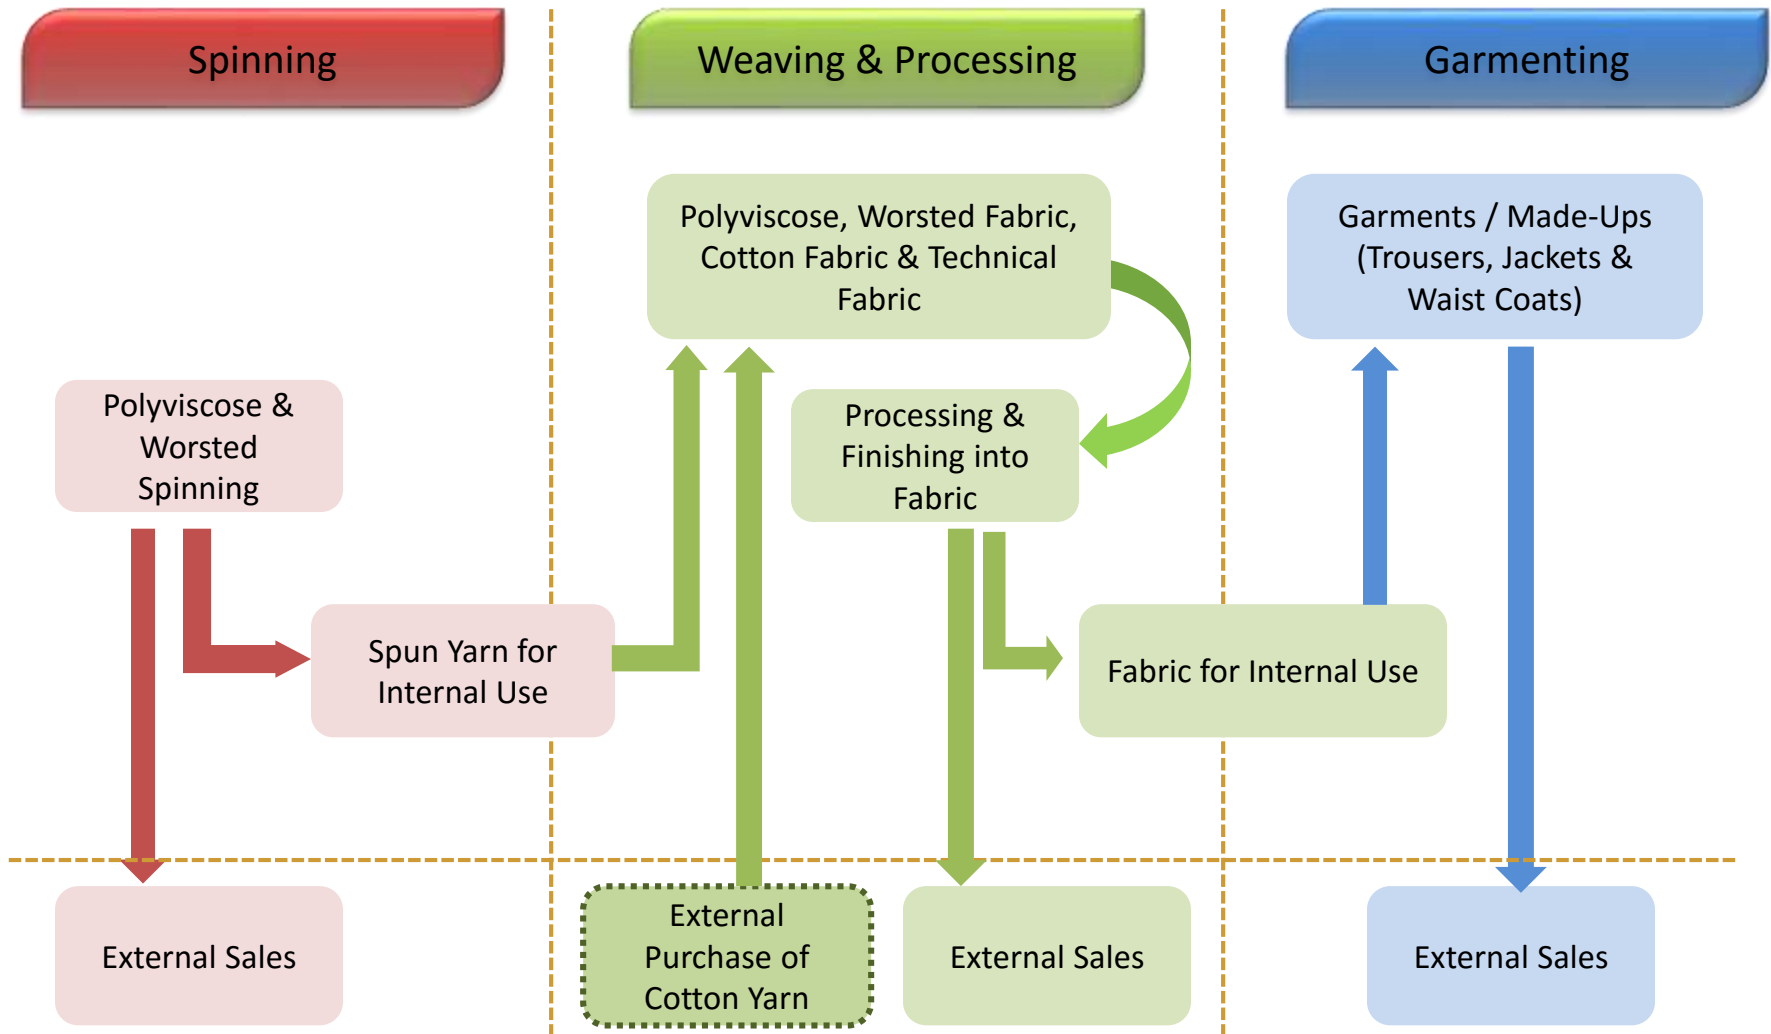 Spinning
Weaving & Processing
Garmenting
Polyviscose, Worsted Fabric,
Cotton Fabric & Technical
Fabric
Garments / Made-Ups
(Trousers, Jackets &
Waist Coats)
Polyviscose &
Worsted
Spinning
Processing &
Finishing into
Fabric
Spun Yarn for
Internal Use
Fabric for Internal Use
External Sales
External
Purchase of
Cotton Yarn
External Sales
External Sales